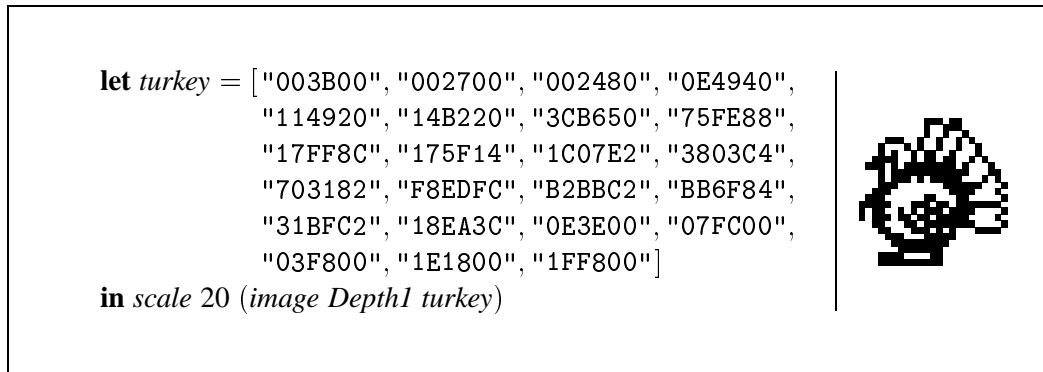 let turkey = ["003B00", "002700", "002480", "0E4940",
"114920", "14B220", "3CB650", "75FE88",
"17FF8C", "175F14", "1C07E2", "3803C4",
"703182", "F8EDFC", "B2BBC2", "BB6F84",
"31BFC2", "18EA3C", "0E3E00", "07FC00",
"03F800", "1E1800", "1FF800"]
in scale 20 (image Depth1 turkey)